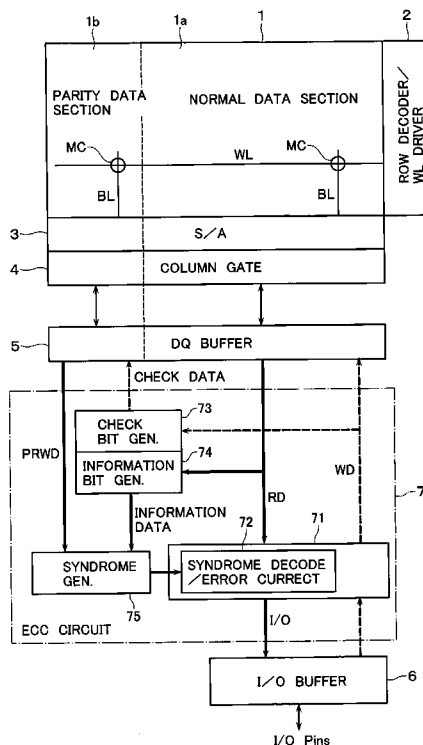 1b
1a
1
2
PARITY DATA
SECTION
NORMAL DATA SECTION
ROW DECODER/
WL DRIVER
MC
WL
MC
BL
BL
3
S/A
4
COLUMN GATE
5
DQ BUFFER
CHECK DATA
73
CHECK
BIT GEN.
74
INFORMATION
BIT GEN.
PRWD
WD
7
RD
INFORMATION
DATA
72
71
SYNDROME
GEN.
SYNDROME DECODE
/ERROR CURRECT
75
I/O
ECC CIRCUIT
I/O BUFFER
6
I/O Pins